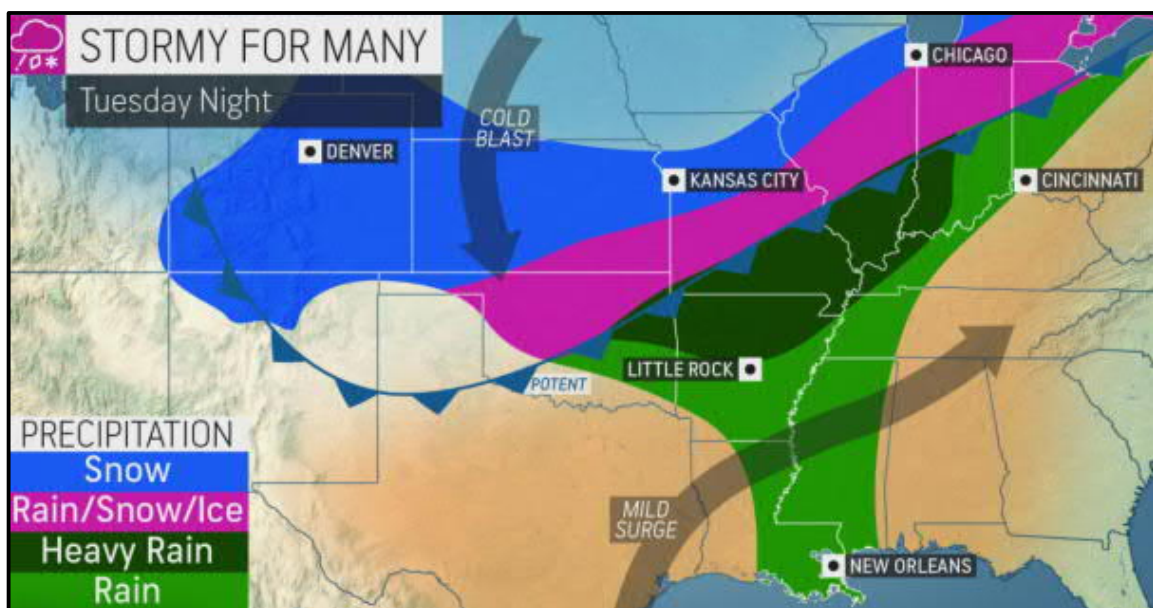 STORMY FOR MANY
Tuesday Night
CHICAGO
COLD
BLAST
DENVER
KANSAS CITY
CINCINNATI
LITTLE ROCK
POTENT
PRECIPITATION
Snow
Rain/Snow/Ice
Heavy Rain
Rain
MILD
SURGE
NEW ORLEANS